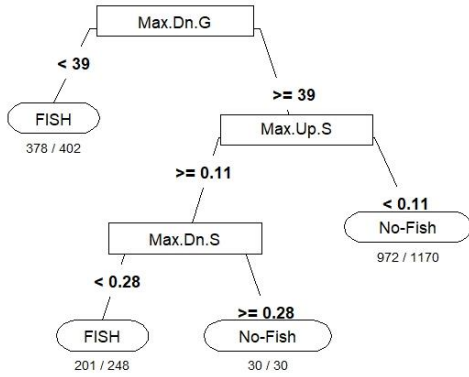 Max.Dn.G
< 39
>= 39
FISH
378 / 402
Max.Up.S
>= 0.11
< 0.11
No-Fish
972 / 1170
Max.Dn.S
< 0.28
>= 0.28
FISH
No-Fish
201 / 248
30 / 30